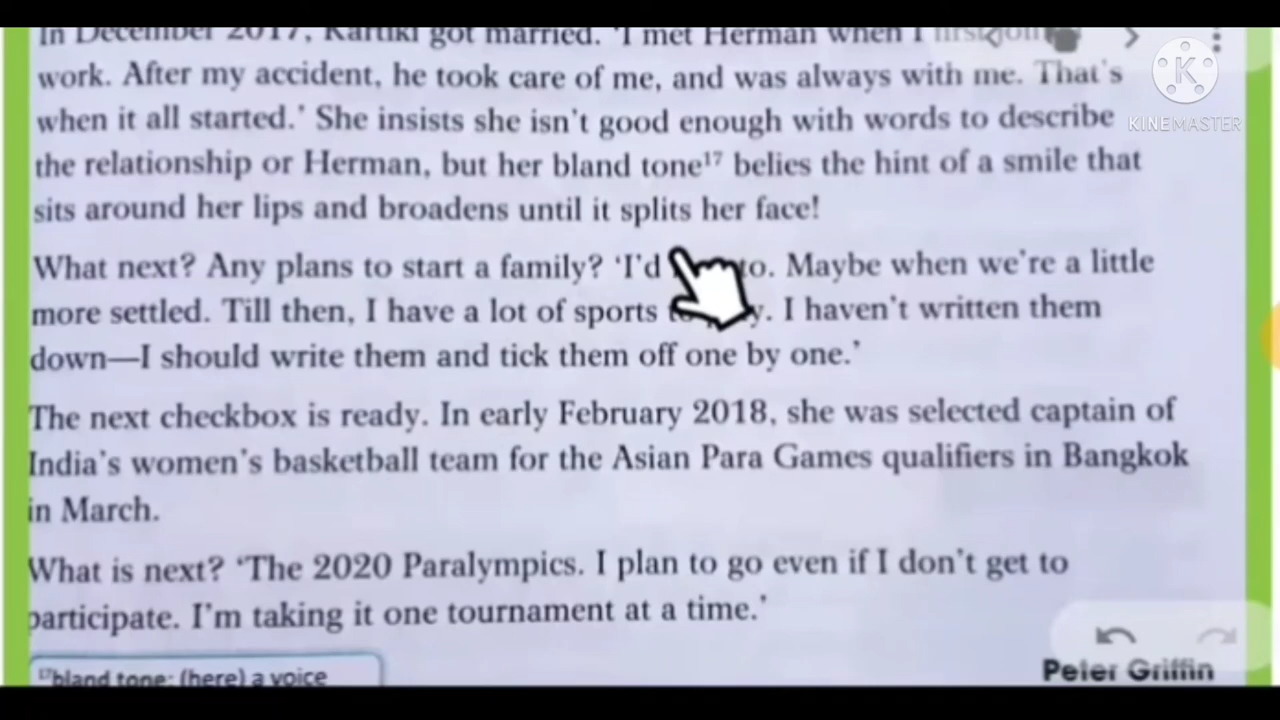 In December 2017, Kartiki got married. 'I met Herman when I first
work. After my accident, he took care of me, and was always with me. That's
when it all started.' She insists she isn't good enough with words to describe
the relationship or Herman, but her bland tone¹⁷ belies the hint of a smile that
sits around her lips and broadens until it splits her face!
What next? Any plans to start a family? 'I'd to. Maybe when we're a little
more settled. Till then, I have a lot of sports I haven't written them
down—I should write them and tick them off one by one.'
The next checkbox is ready. In early February 2018, she was selected captain of
India's women's basketball team for the Asian Para Games qualifiers in Bangkok
in March.
What is next? 'The 2020 Paralympics. I plan to go even if I don't get to
participate. I'm taking it one tournament at a time.'
Peter Griffin
¹⁷bland tone: (here) a voice
K
KINEMASTER